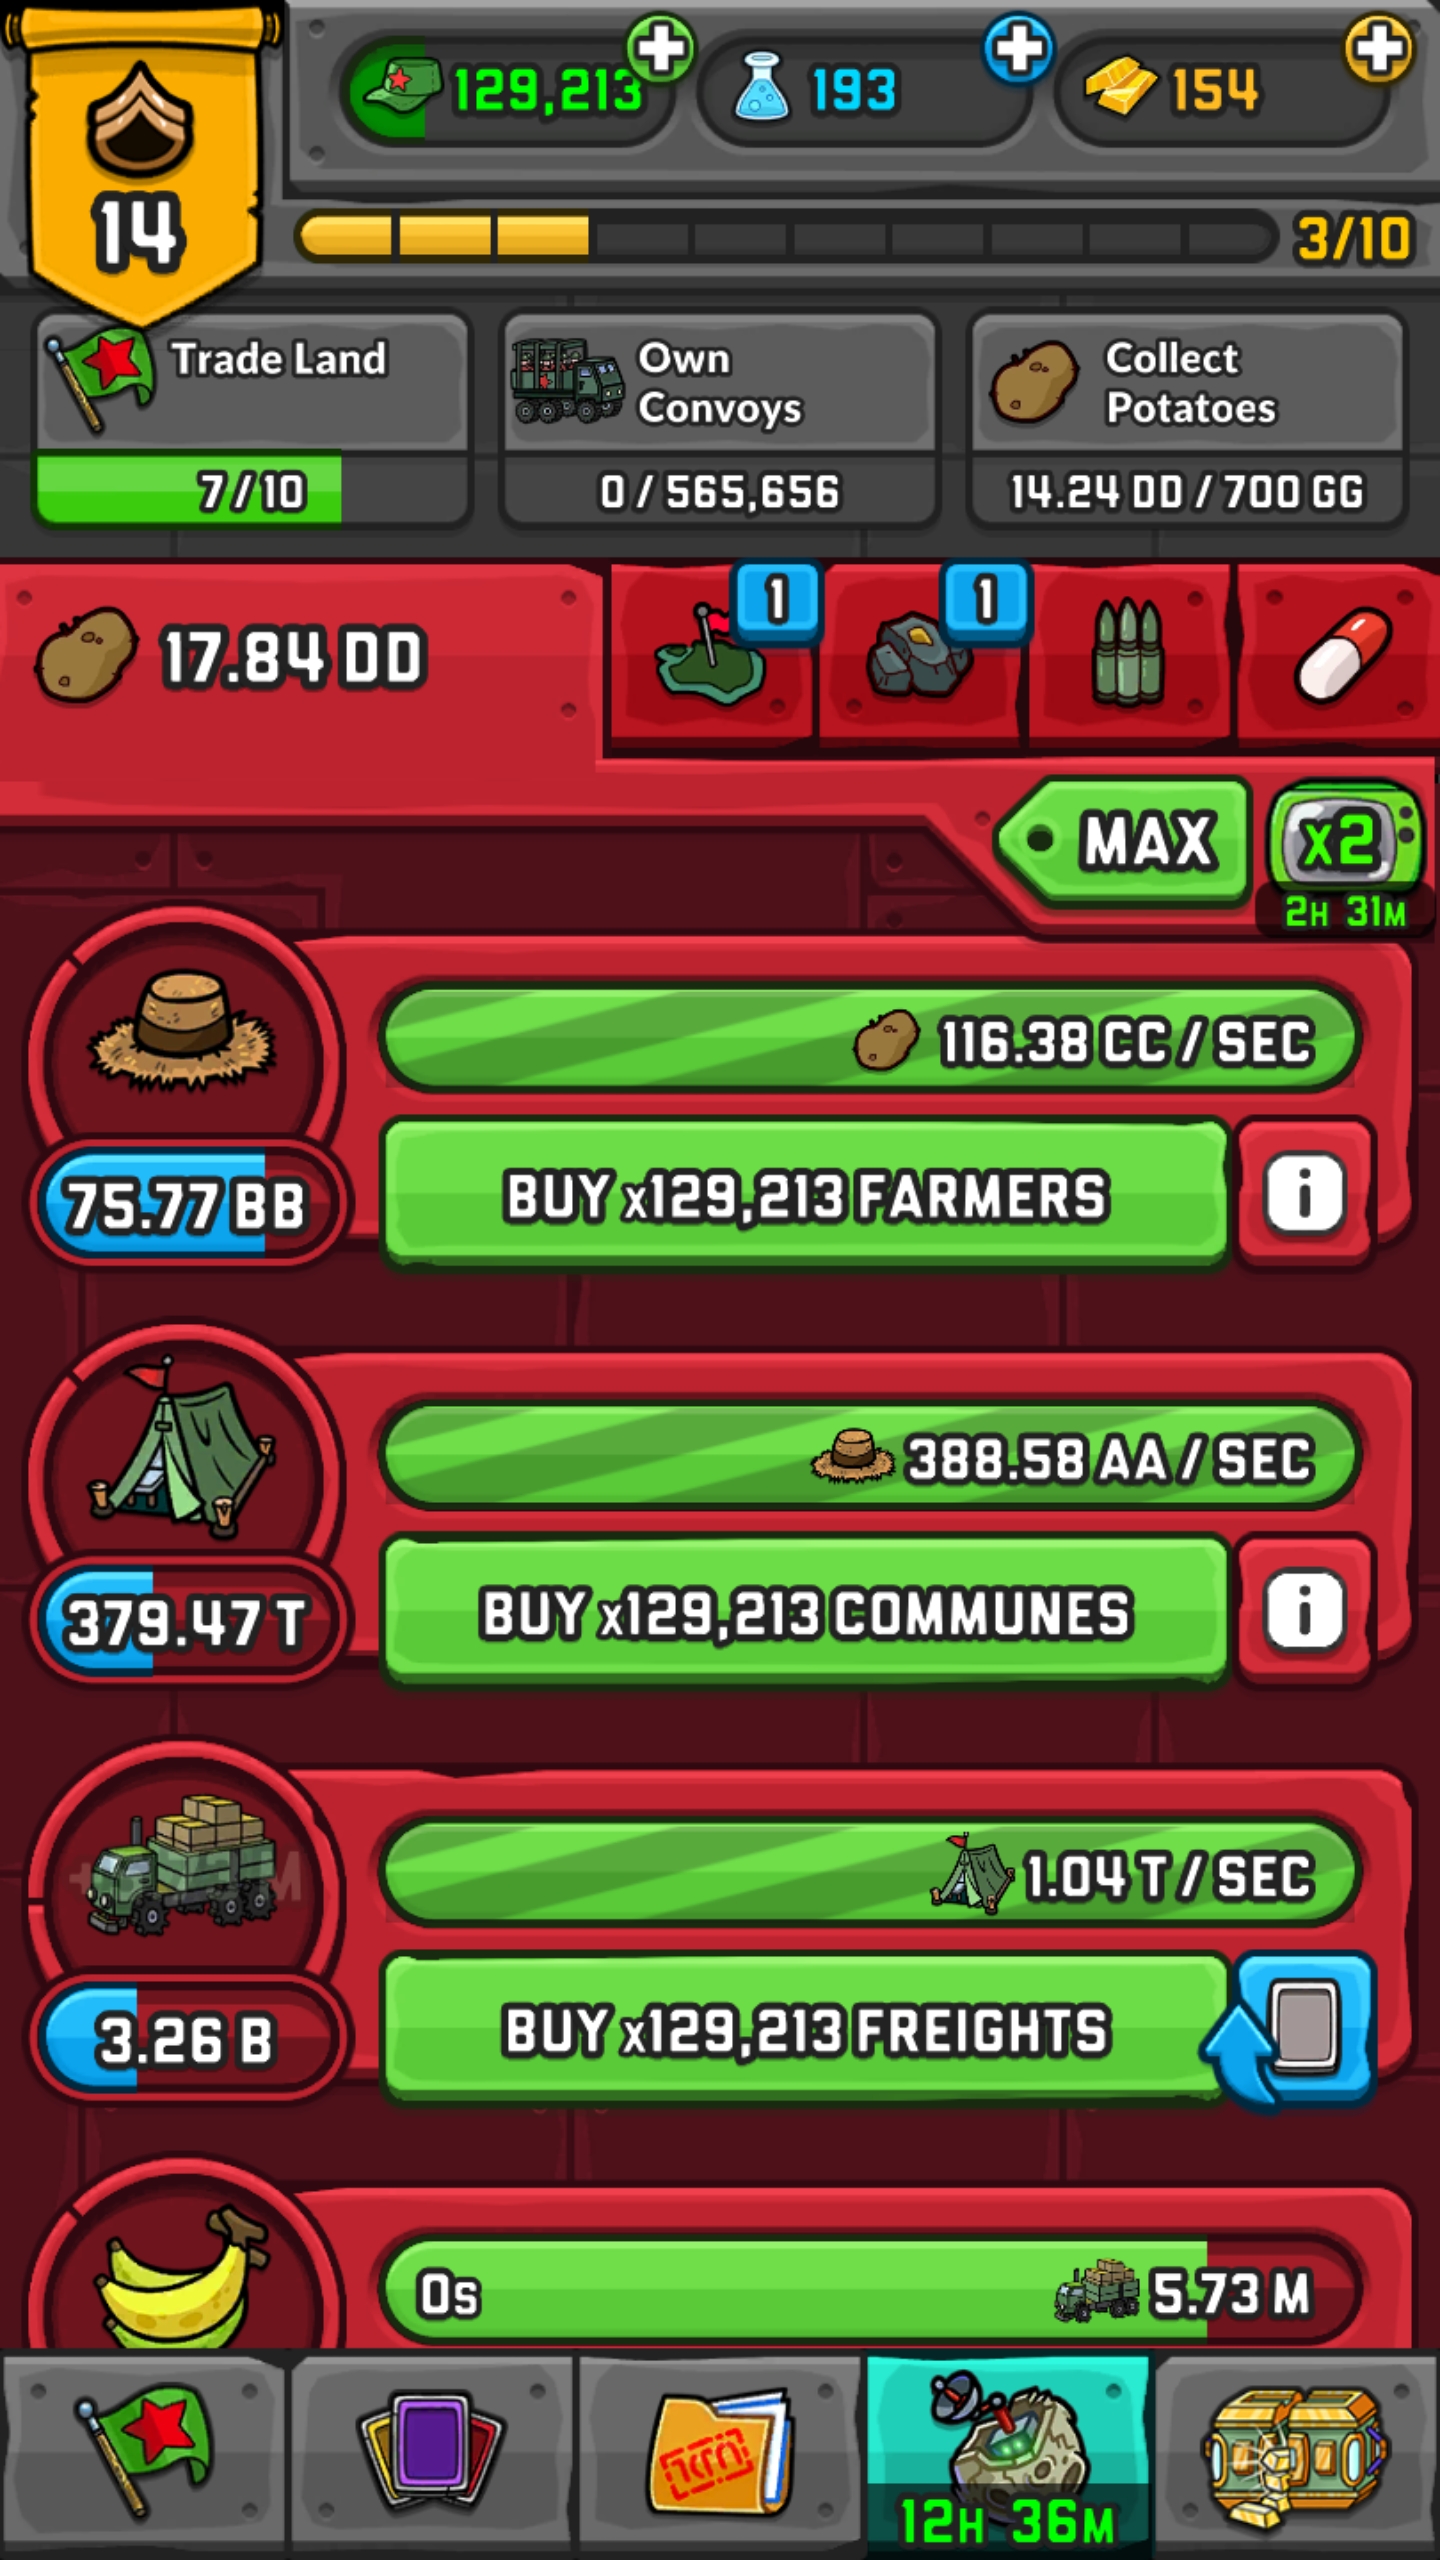 129,213
193
154
14
3/10
Trade Land
7/10
Own
Convoys
0/565,656
Collect
Potatoes
14.24 DD / 700 GG
17.84 DD
1
1
MAX
x2
2H 31M
116.38 CC / SEC
75.77 BB
BUY x129,213 FARMERS
388.58 AA / SEC
379.47 T
BUY x129,213 COMMUNES
1.04 T / SEC
3.26 B
BUY x129,213 FREIGHTS
0s
5.73 M
12H 36M